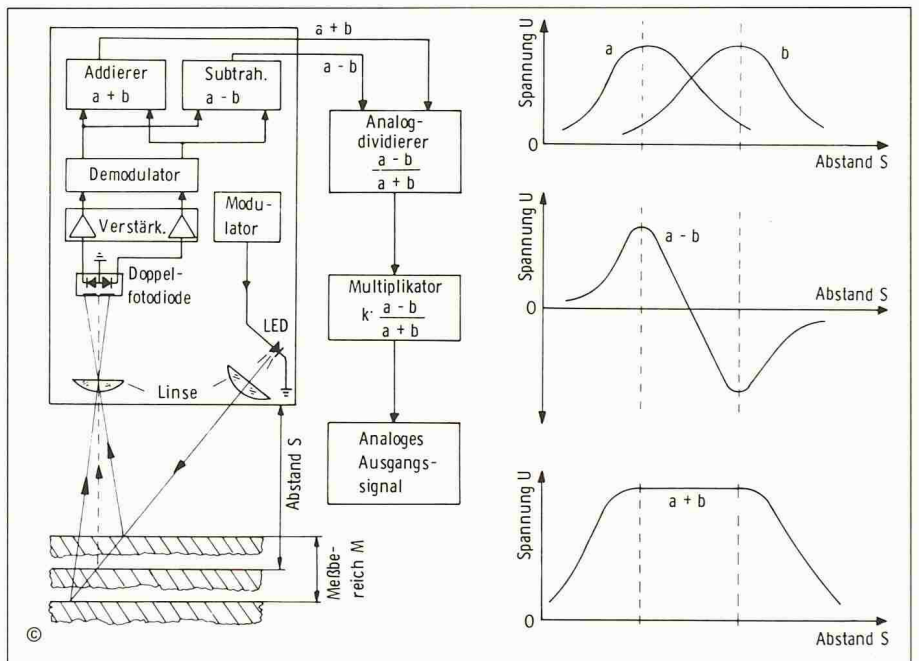 a + b
a - b
Addierer
a + b
Subtrah.
a - b
Analog-
dividierer
a - b
a + b
Demodulator
Modu-
lator
Verstärk.
Doppel-
fotodiode
Multiplikator
k· a - b
a + b
LED
Linse
Analoges
Ausgangs-
signal
Abstand S
Meßbe-
reich M
©
Spannung U
a
b
0
Abstand S
Spannung U
a - b
0
Abstand S
Spannung U
a + b
0
Abstand S